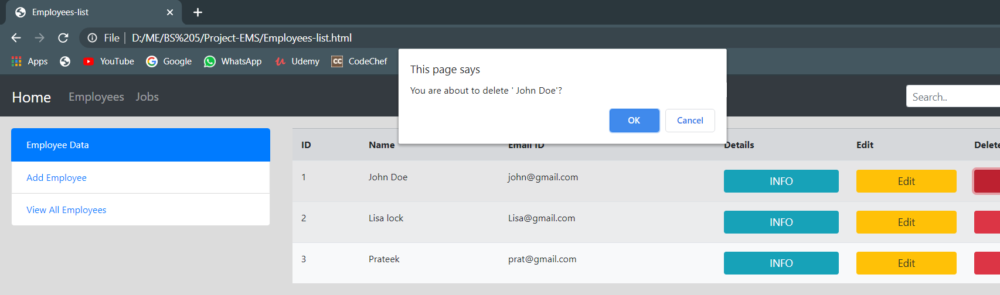 Employees-list
File | D:/ME/BS%205/Project-EMS/Employees-list.html
Apps YouTube Google WhatsApp Udemy CC CodeChef
This page says
You are about to delete ' John Doe'?
OK Cancel
Home Employees Jobs Search..
Employee Data
Add Employee
View All Employees
ID Name Email ID Details Edit Delete
1 John Doe john@gmail.com INFO Edit
2 Lisa lock Lisa@gmail.com INFO Edit
3 Prateek prat@gmail.com INFO Edit